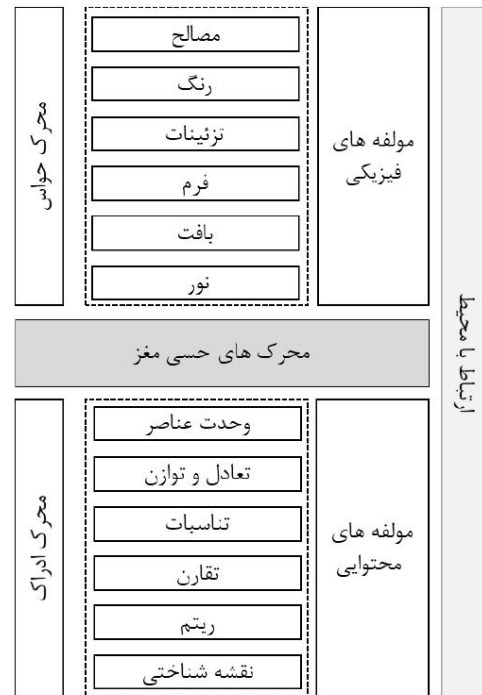 ارتباط با محیط
مولفه های
فیزیکی
مصالح
رنگ
تزئینات
فرم
بافت
نور
محرک حواس
محرک های حسی مغز
مولفه های
محتوایی
وحدت عناصر
تعادل و توازن
تناسبات
تقارن
ریتم
نقشه شناختی
محرک ادراک